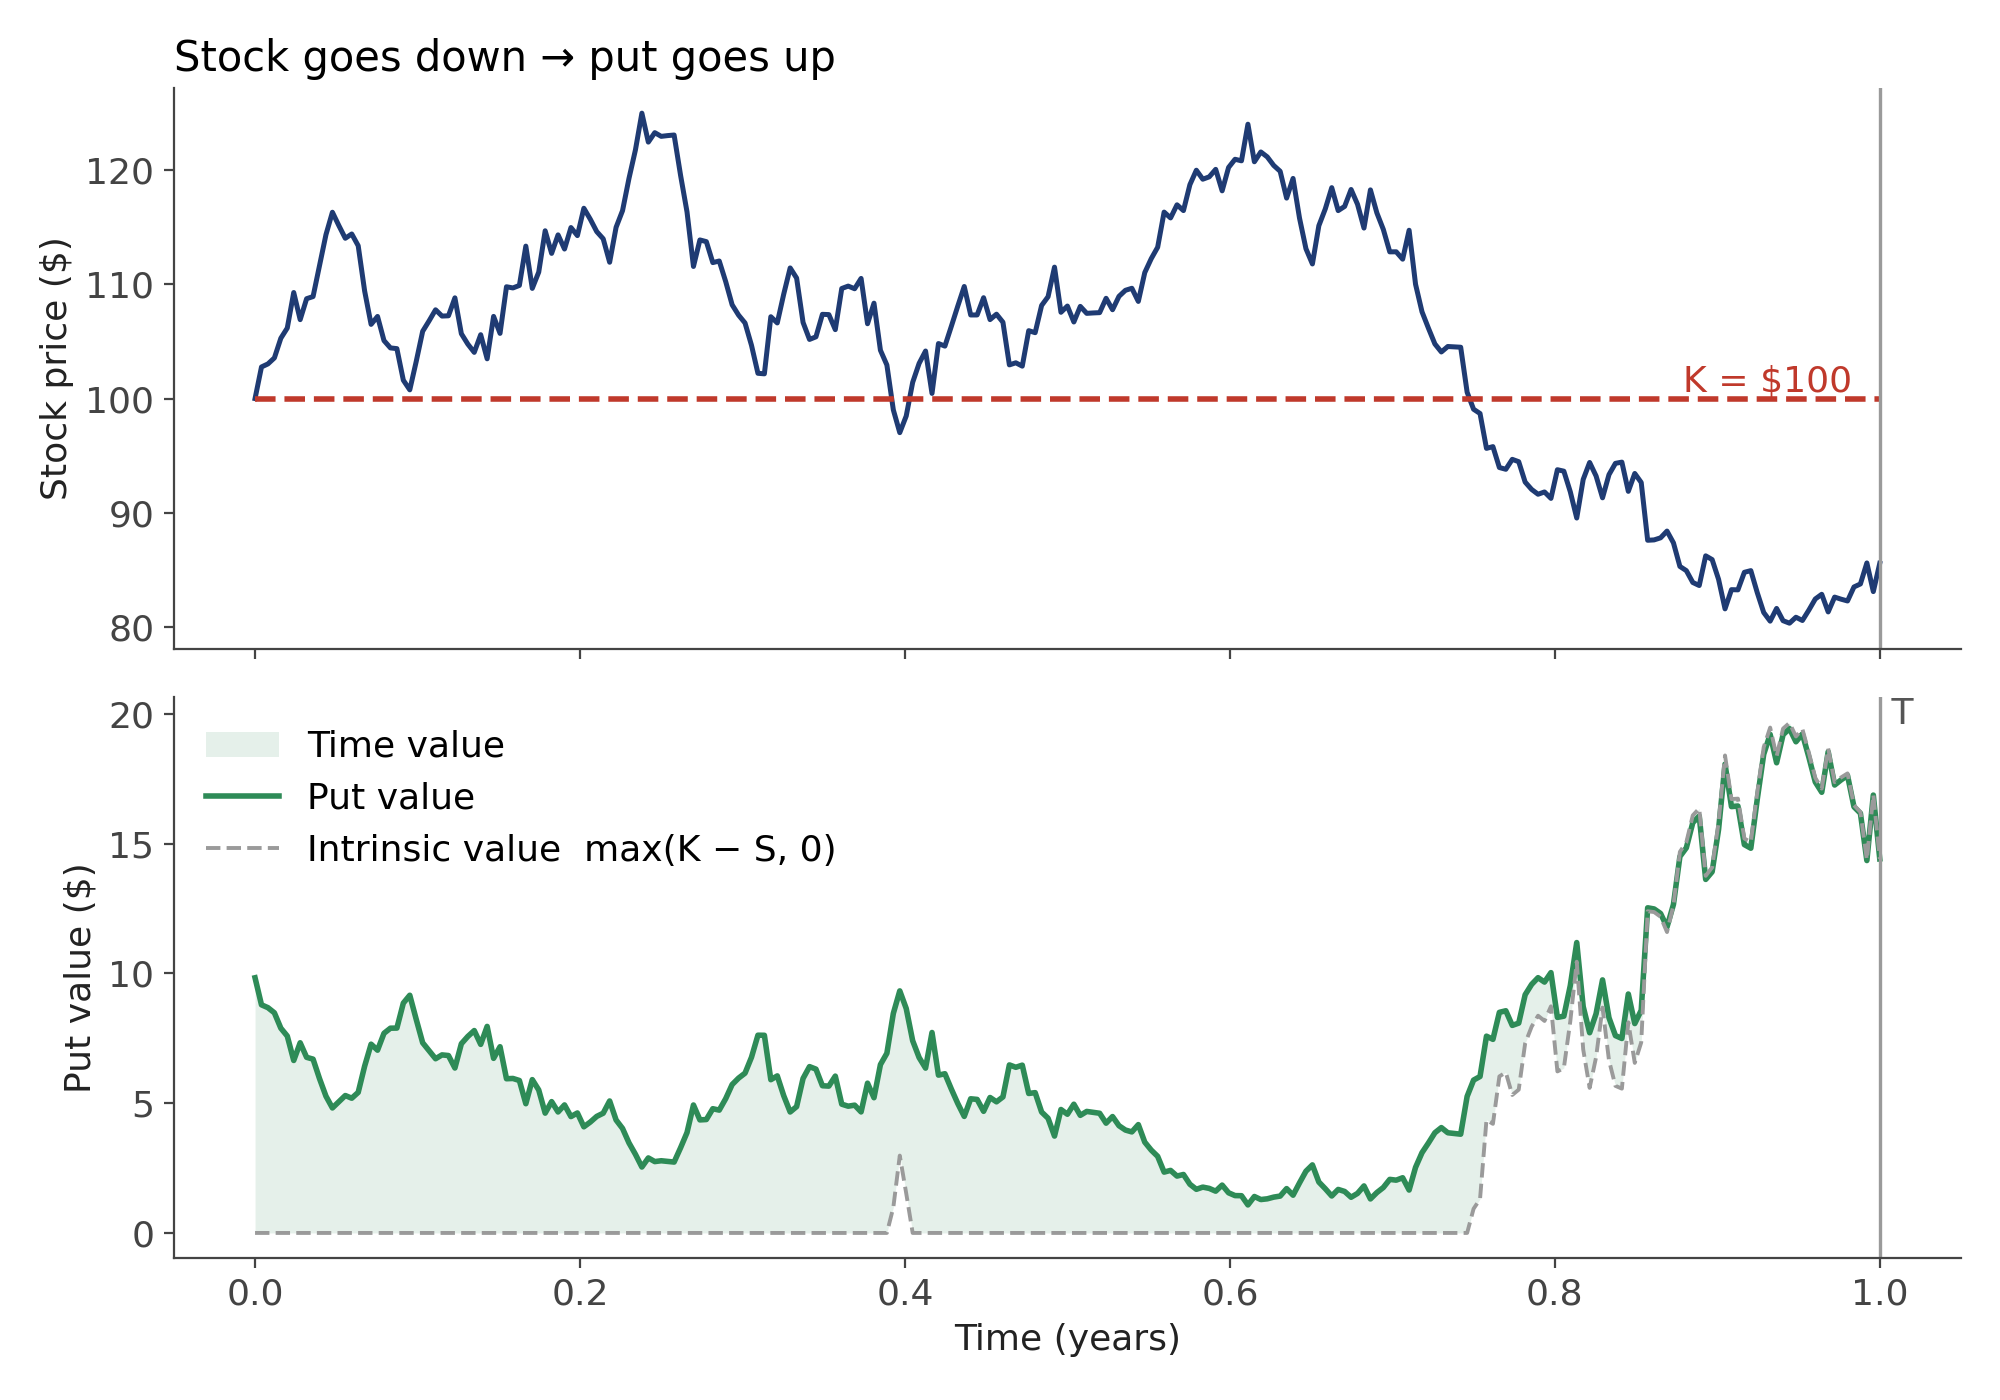 Stock goes down → put goes up
Stock price ($)
120
110
100
90
80
K = $100
Put value ($)
20
15
10
5
0
T
Time value
Put value
Intrinsic value  max(K − S, 0)
0.0
0.2
0.4
0.6
0.8
1.0
Time (years)